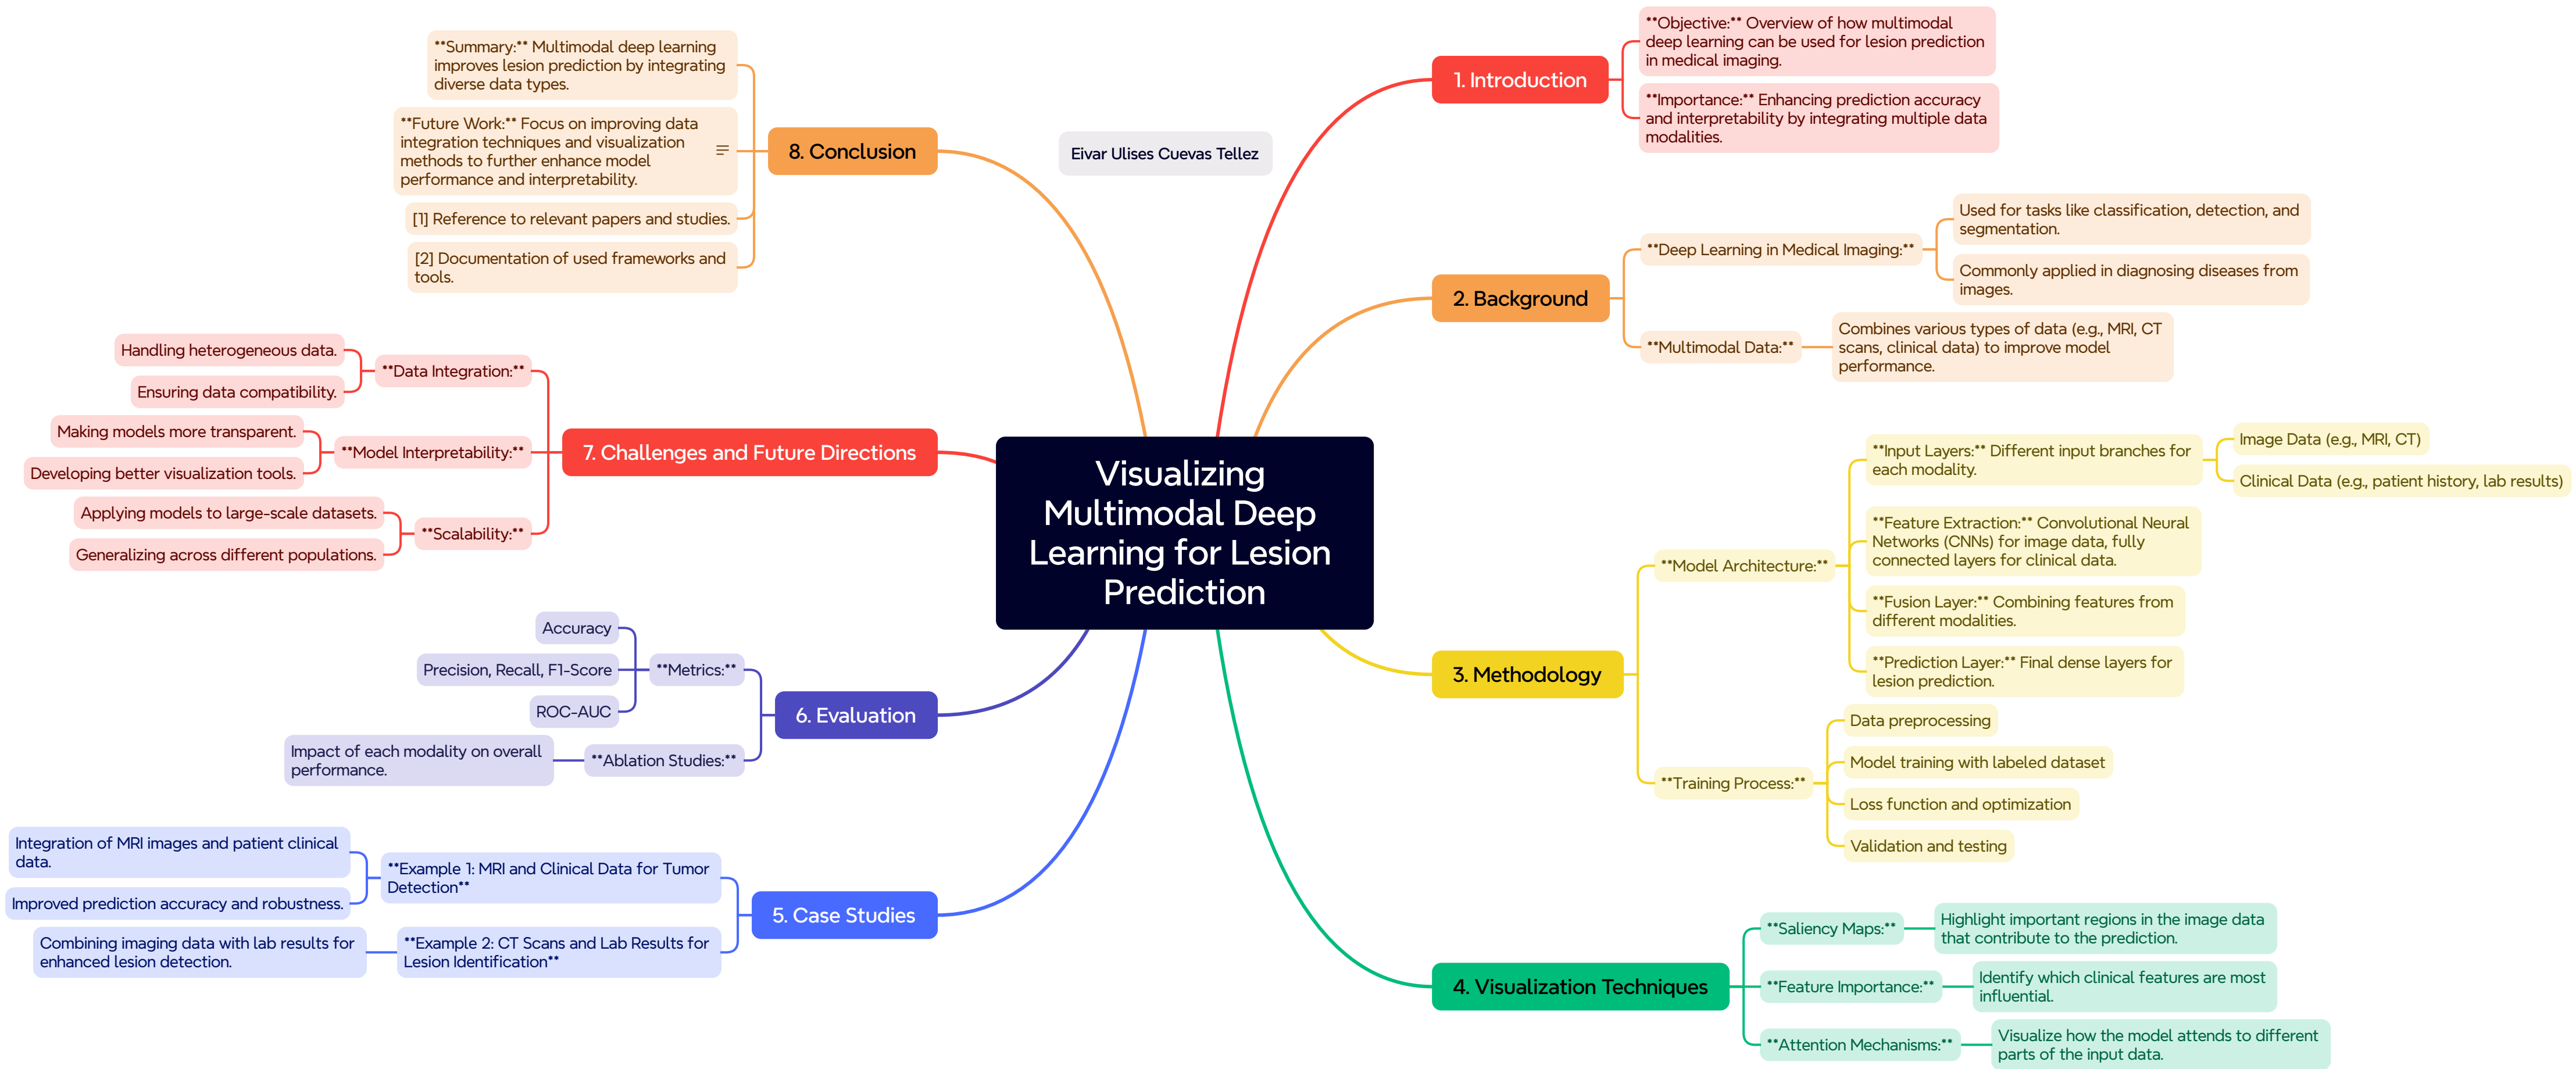 Visualizing
Multimodal Deep
Learning for Lesion
Prediction
Eivar Ulises Cuevas Tellez
1. Introduction
**Objective:** Overview of how multimodal
deep learning can be used for lesion prediction
in medical imaging.
**Importance:** Enhancing prediction accuracy
and interpretability by integrating multiple data
modalities.
2. Background
**Deep Learning in Medical Imaging:**
Used for tasks like classification, detection, and
segmentation.
Commonly applied in diagnosing diseases from
images.
**Multimodal Data:**
Combines various types of data (e.g., MRI, CT
scans, clinical data) to improve model
performance.
3. Methodology
**Model Architecture:**
**Input Layers:** Different input branches for
each modality.
Image Data (e.g., MRI, CT)
Clinical Data (e.g., patient history, lab results)
**Feature Extraction:** Convolutional Neural
Networks (CNNs) for image data, fully
connected layers for clinical data.
**Fusion Layer:** Combining features from
different modalities.
**Prediction Layer:** Final dense layers for
lesion prediction.
**Training Process:**
Data preprocessing
Model training with labeled dataset
Loss function and optimization
Validation and testing
4. Visualization Techniques
**Saliency Maps:**
Highlight important regions in the image data
that contribute to the prediction.
**Feature Importance:**
Identify which clinical features are most
influential.
**Attention Mechanisms:**
Visualize how the model attends to different
parts of the input data.
5. Case Studies
**Example 1: MRI and Clinical Data for Tumor
Detection**
Integration of MRI images and patient clinical
data.
Improved prediction accuracy and robustness.
**Example 2: CT Scans and Lab Results for
Lesion Identification**
Combining imaging data with lab results for
enhanced lesion detection.
6. Evaluation
**Metrics:**
Accuracy
Precision, Recall, F1-Score
ROC-AUC
**Ablation Studies:**
Impact of each modality on overall
performance.
7. Challenges and Future Directions
**Data Integration:**
Handling heterogeneous data.
Ensuring data compatibility.
**Model Interpretability:**
Making models more transparent.
Developing better visualization tools.
**Scalability:**
Applying models to large-scale datasets.
Generalizing across different populations.
8. Conclusion
**Summary:** Multimodal deep learning
improves lesion prediction by integrating
diverse data types.
**Future Work:** Focus on improving data
integration techniques and visualization
methods to further enhance model
performance and interpretability.
[1] Reference to relevant papers and studies.
[2] Documentation of used frameworks and
tools.